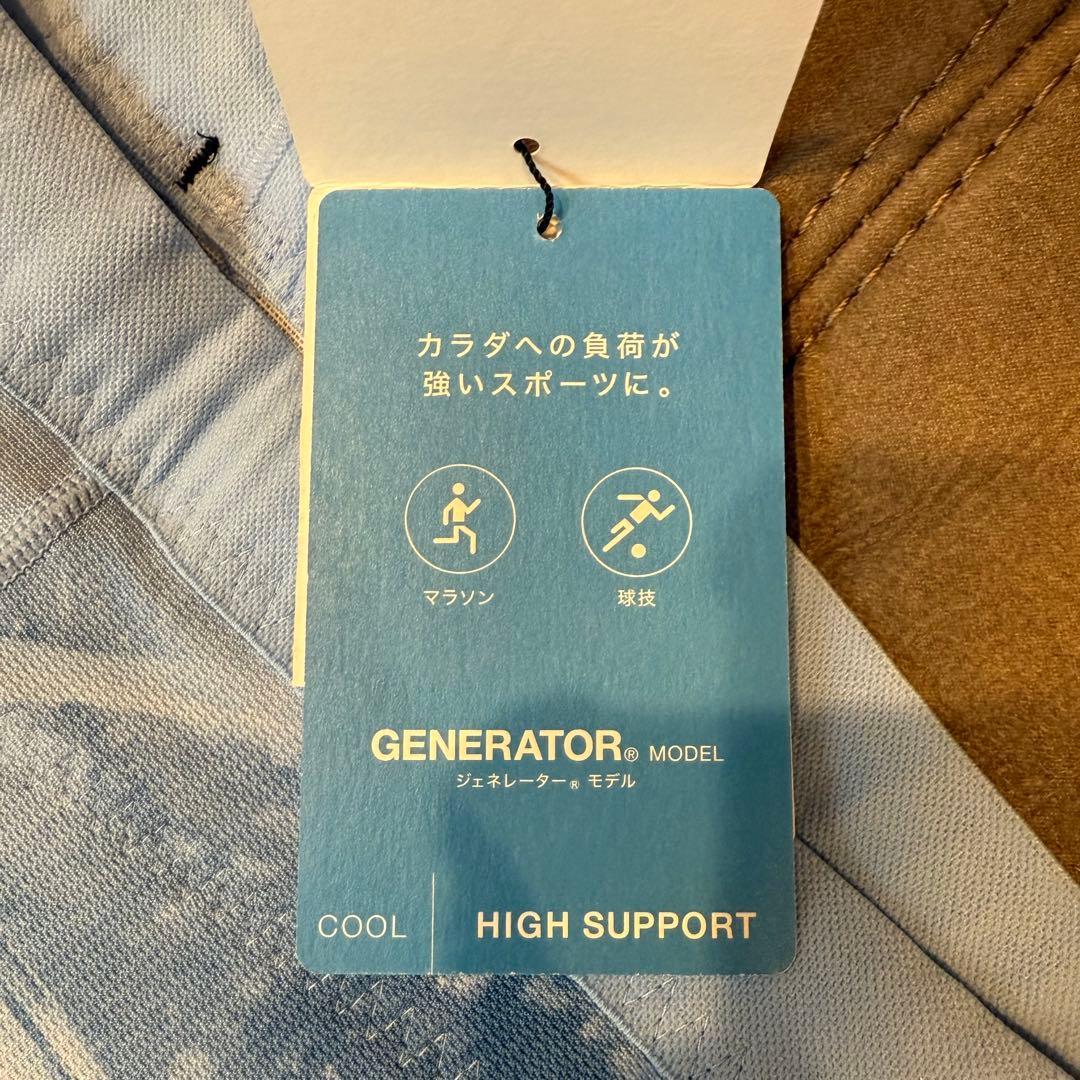 カラダへの負荷が
強いスポーツに。
マラソン
球技
GENERATOR® MODEL
ジェネレーター® モデル
COOL
HIGH SUPPORT